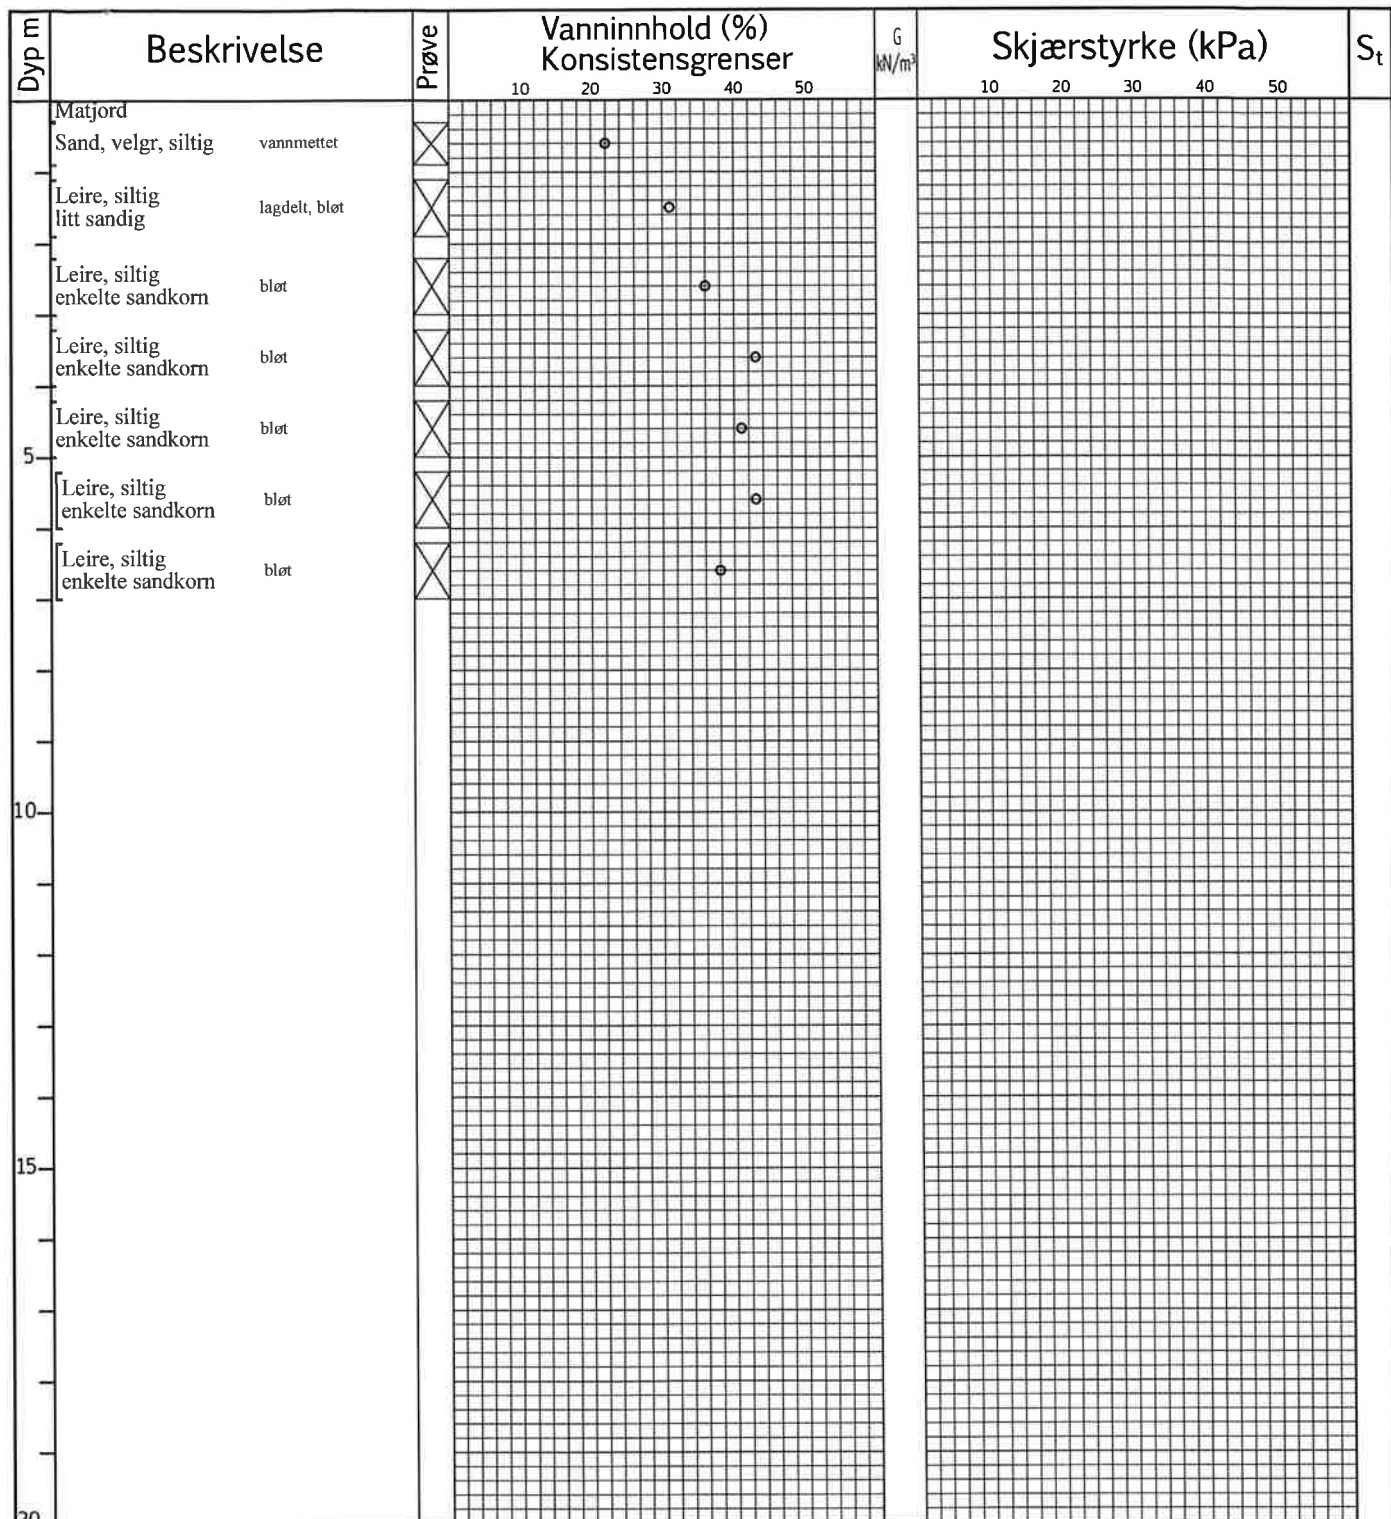 Dyp m
Beskrivelse
Prøve
Vanninnhold (%)
Konsistensgrenser
10 20 30 40 50
G
kN/m³
Skjærstyrke (kPa)
10 20 30 40 50
St
Matjord
Sand, velgr, siltig vannmettet
Leire, siltig
litt sandig
lagdelt, bløt
Leire, siltig
enkelte sandkorn
bløt
Leire, siltig
enkelte sandkorn
bløt
Leire, siltig
enkelte sandkorn
bløt
5
Leire, siltig
enkelte sandkorn
bløt
Leire, siltig
enkelte sandkorn
bløt
10
15
20